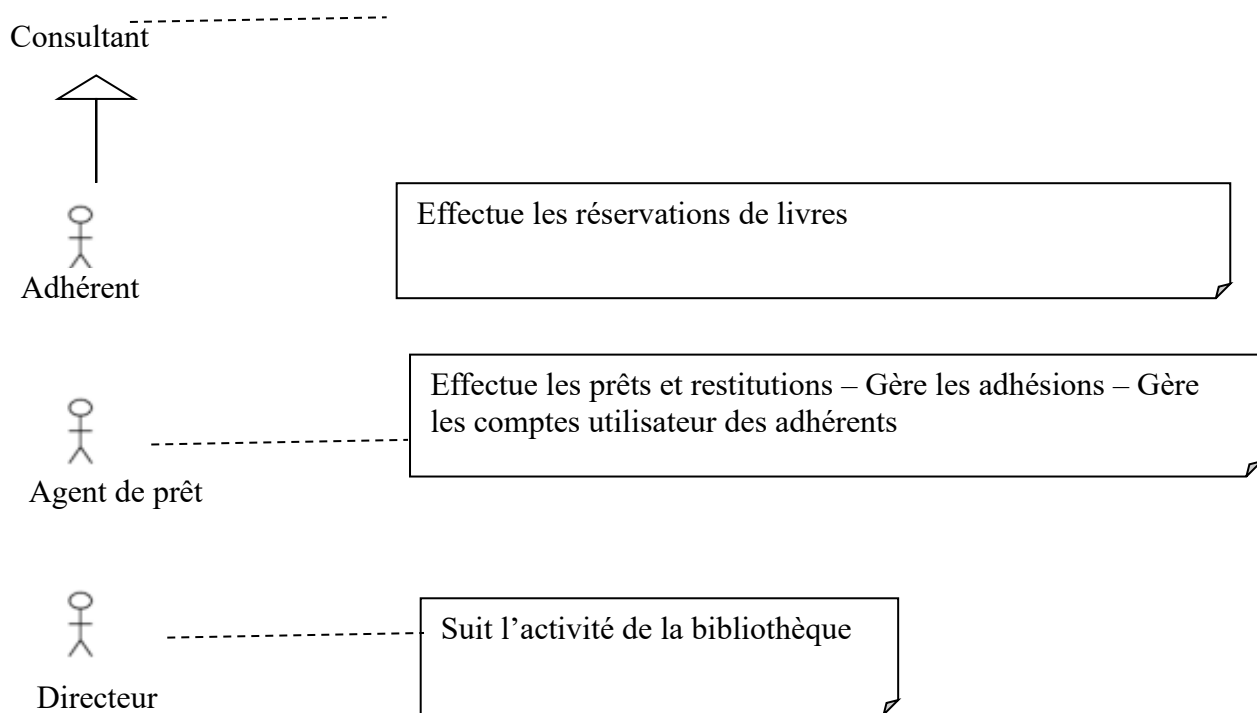 Consultant
Effectue les réservations de livres
Adhérent
Effectue les prêts et restitutions – Gère les adhésions – Gère
les comptes utilisateur des adhérents
Agent de prêt
Suit l’activité de la bibliothèque
Directeur